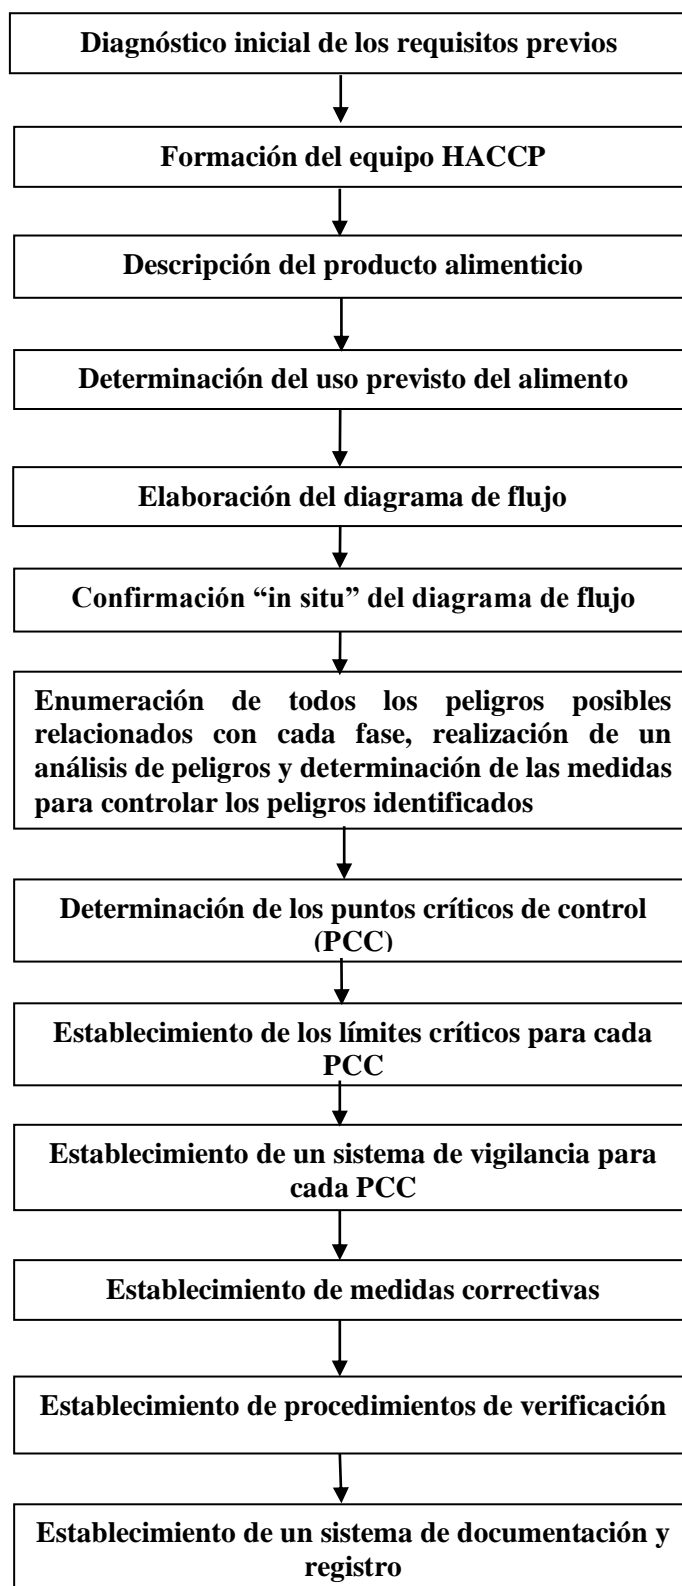 Diagnóstico inicial de los requisitos previos
Formación del equipo HACCP
Descripción del producto alimenticio
Determinación del uso previsto del alimento
Elaboración del diagrama de flujo
Confirmación “in situ” del diagrama de flujo
Enumeración de todos los peligros posibles
relacionados con cada fase, realización de un
análisis de peligros y determinación de las medidas
para controlar los peligros identificados
Determinación de los puntos críticos de control
(PCC)
Establecimiento de los límites críticos para cada
PCC
Establecimiento de un sistema de vigilancia para
cada PCC
Establecimiento de medidas correctivas
Establecimiento de procedimientos de verificación
Establecimiento de un sistema de documentación y
registro